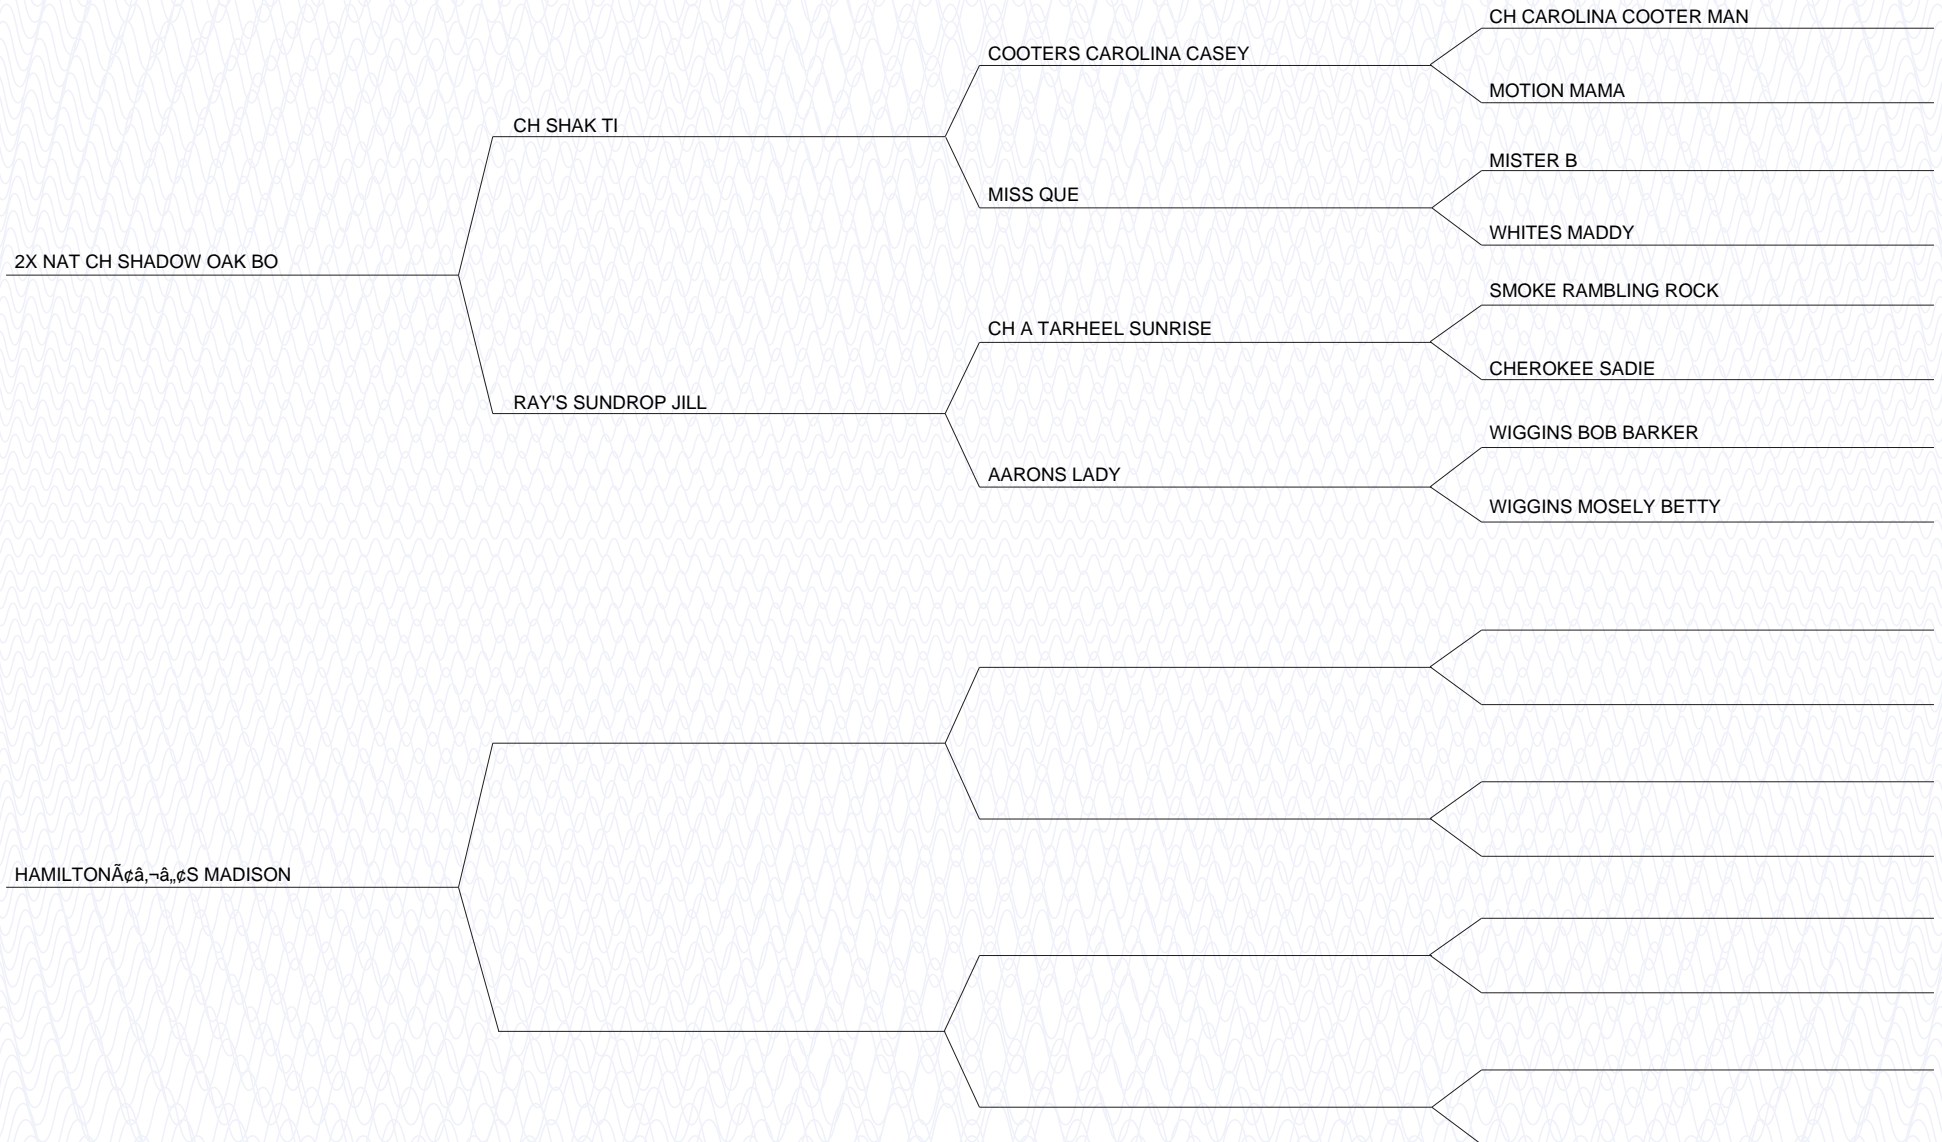 CH CAROLINA COOTER MAN
COOTERS CAROLINA CASEY
MOTION MAMA
CH SHAK TI
MISTER B
MISS QUE
WHITES MADDY
2X NAT CH SHADOW OAK BO
SMOKE RAMBLING ROCK
CH A TARHEEL SUNRISE
CHEROKEE SADIE
RAY'S SUNDROP JILL
WIGGINS BOB BARKER
AARONS LADY
WIGGINS MOSELY BETTY
HAMILTONÃ¢â‚¬â„¢S MADISON